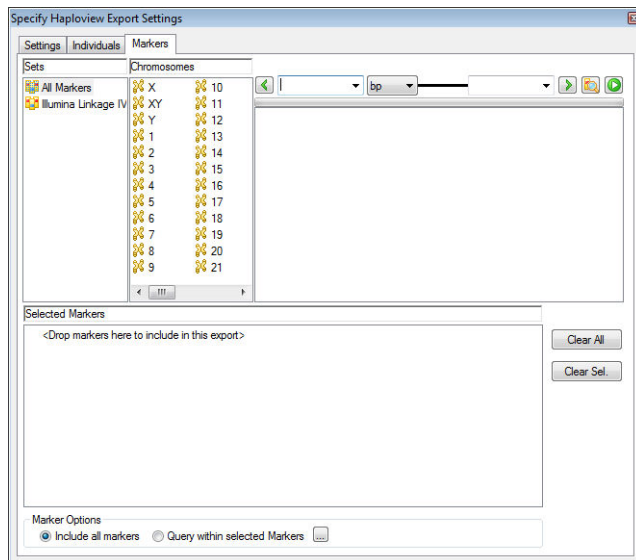 Specify Haploview Export Settings
Settings Individuals Markers
Sets Chromosomes
All Markers X 10 bp
Illumina Linkage IV XY 11
Y 12
1 13
2 14
3 15
4 16
5 17
6 18
7 19
8 20
9 21
Selected Markers
<Drop markers here to include in this export>
Clear All
Clear Sel.
Marker Options
Include all markers Query within selected Markers ...